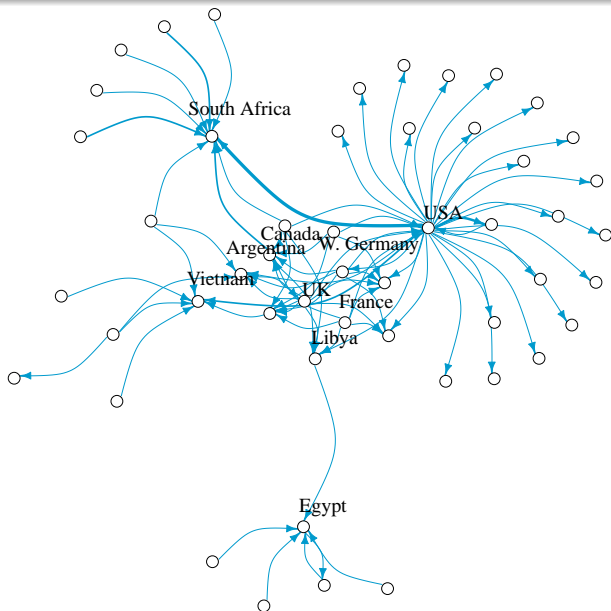 South Africa
USA
Canada
W. Germany
Argentina
Vietnam
UK
France
Libya
Egypt